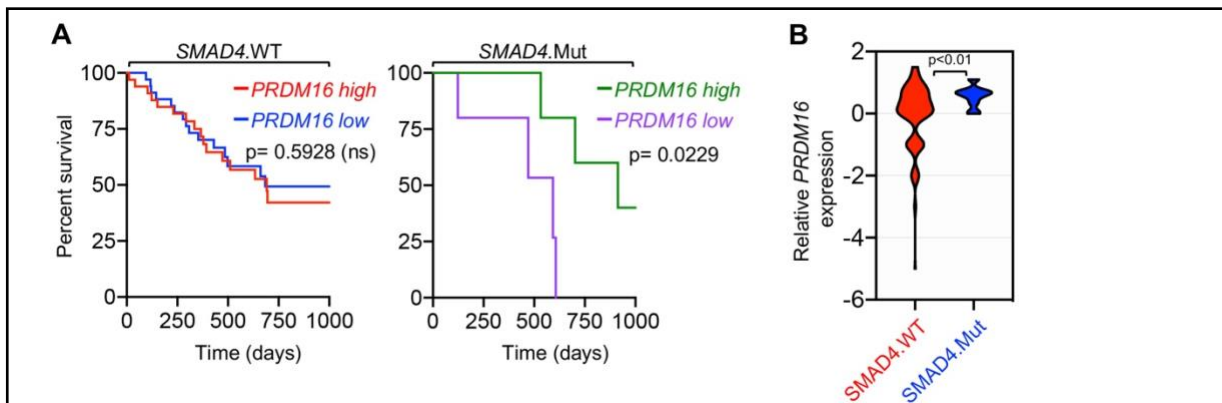 A
SMAD4.WT
100
75
50
25
0
Percent survival
PRDM16 high
PRDM16 low
p= 0.5928 (ns)
0 250 500 750 1000
Time (days)
SMAD4.Mut
100
75
50
25
0
PRDM16 high
PRDM16 low
p= 0.0229
0 250 500 750 1000
Time (days)
B
2
0
-2
-4
-6
Relative PRDM16
expression
p<0.01
SMAD4.WT
SMAD4.Mut